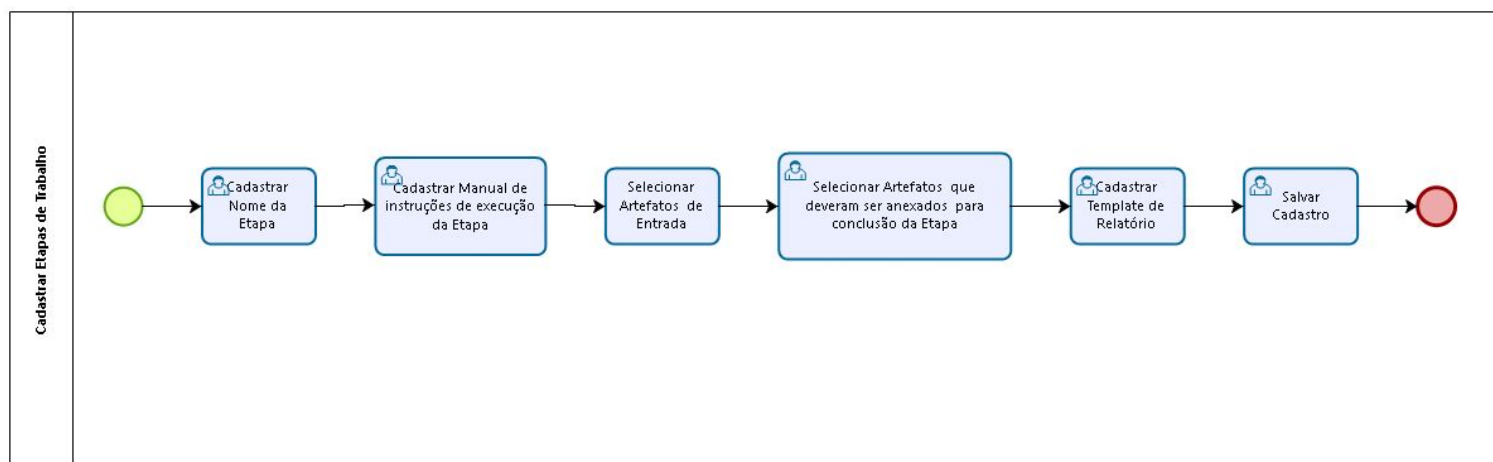 Cadastrar Etapas de Trabalho
Cadastrar
Nome da
Etapa
Cadastrar Manual de
instruções de execução
da Etapa
Selecionar
Artefatos de
Entrada
Selecionar Artefatos que
deveram ser anexados para
conclusão da Etapa
Cadastrar
Template de
Relatório
Salvar
Cadastro